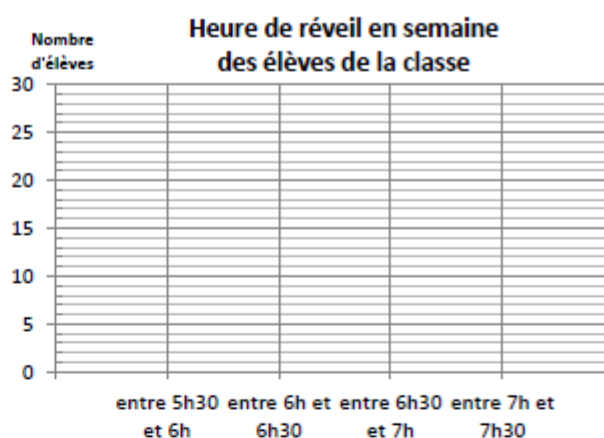 Heure de réveil en semaine
des élèves de la classe
Nombre
d'élèves
30
25
20
15
10
5
0
entre 5h30 et 6h
entre 6h et 6h30
entre 6h30 et 7h
entre 7h et 7h30